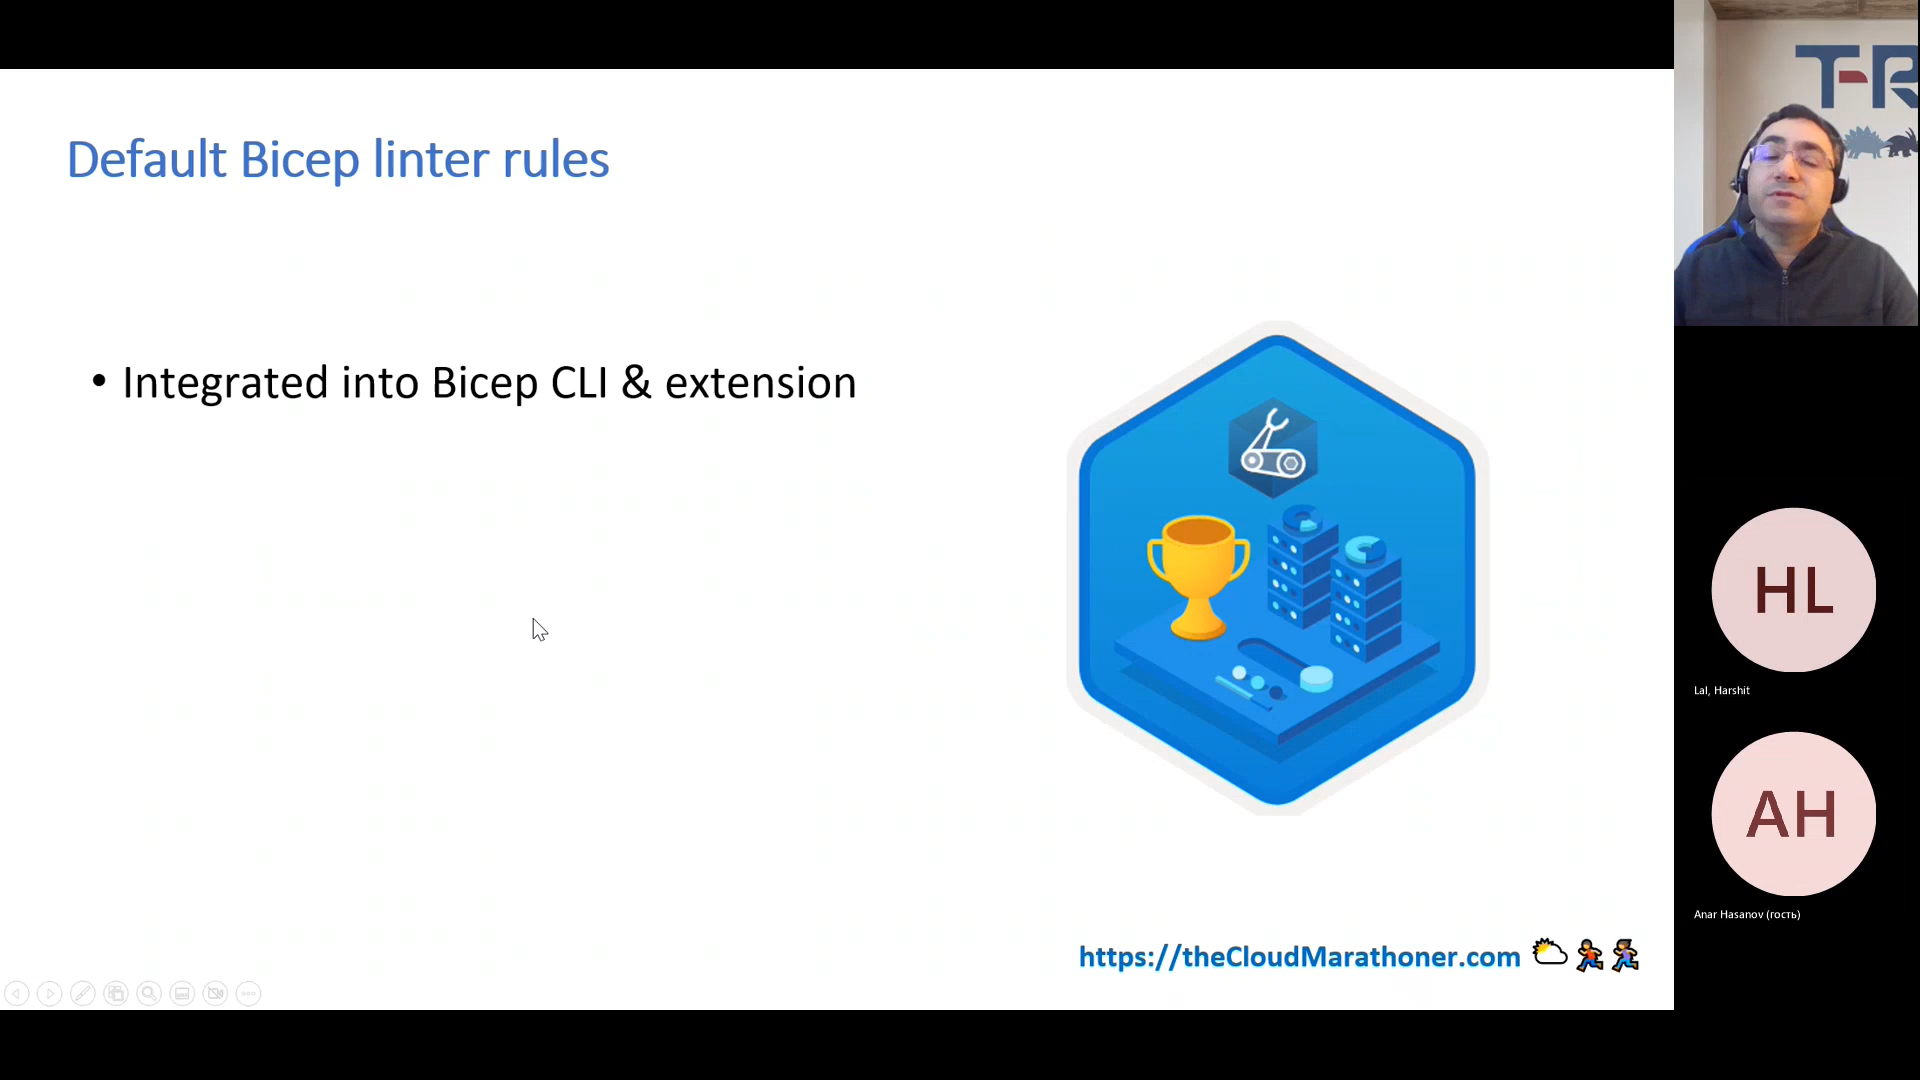 Default Bicep linter rules
• Integrated into Bicep CLI & extension
https://theCloudMarathoner.com
T-R
HL
Lal, Harshit
AH
Anar Hasanov (гость)